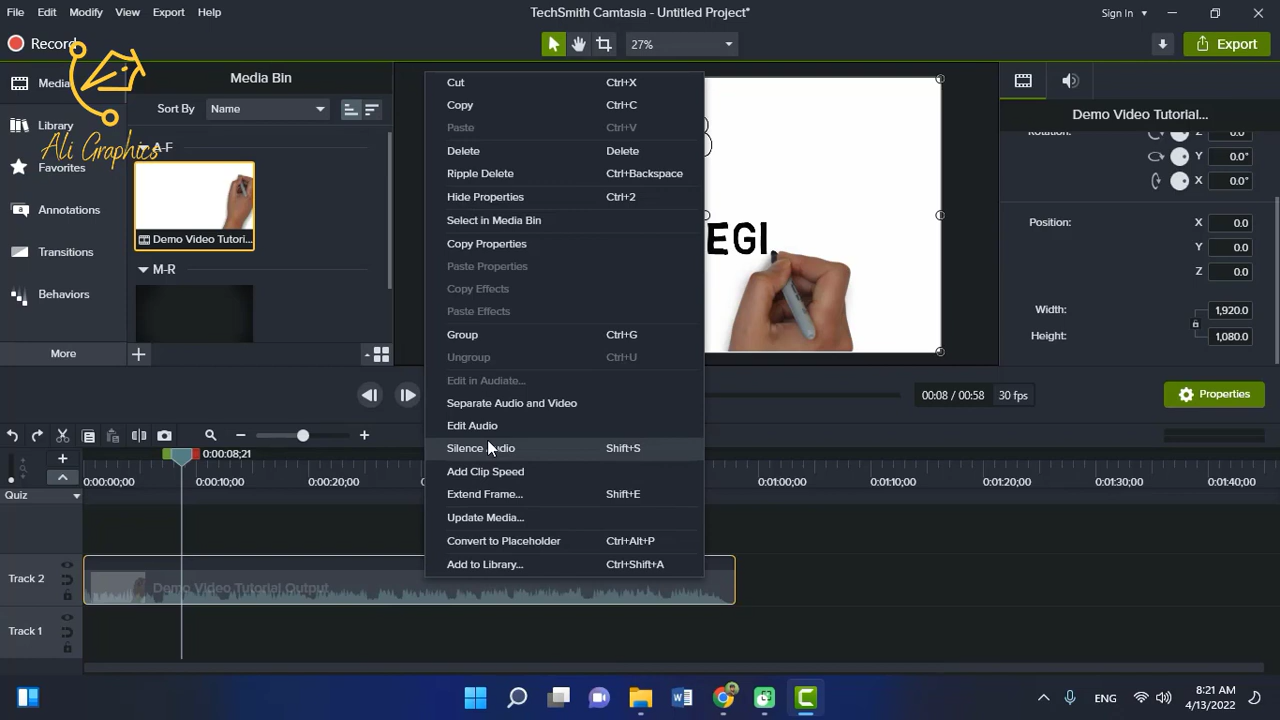 File Edit Modify View Export Help
TechSmith Camtasia - Untitled Project*
Sign In
Record
27%
Export
Media
Library
Favorites
Annotations
Transitions
Behaviors
More
Ali Graphics
Media Bin
Sort By Name
A-F
Demo Video Tutori...
M-R
Cut Ctrl+X
Copy Ctrl+C
Paste Ctrl+V
Delete Delete
Ripple Delete Ctrl+Backspace
Hide Properties Ctrl+2
Select in Media Bin
Copy Properties
Paste Properties
Copy Effects
Paste Effects
Group Ctrl+G
Ungroup Ctrl+U
Edit in Audiate...
Separate Audio and Video
Edit Audio
Silence Audio Shift+S
Add Clip Speed
Extend Frame... Shift+E
Update Media...
Convert to Placeholder Ctrl+Alt+P
Add to Library... Ctrl+Shift+A
EGI
Demo Video Tutorial...
Rotation: Z 0.0°
Y 0.0°
X 0.0°
Position: X 0.0
Y 0.0
Z 0.0
Width: 1,920.0
Height: 1,080.0
00:08 / 00:58 30 fps
Properties
0:00:08;21
Quiz
0:00:00;00 0:00:10;00 0:00:20;00 0:01:00;00 0:01:10;00 0:01:20;00 0:01:30;00 0:01:40;00
Track 2
Demo Video Tutorial Output
Track 1
ENG
8:21 AM
4/13/2022